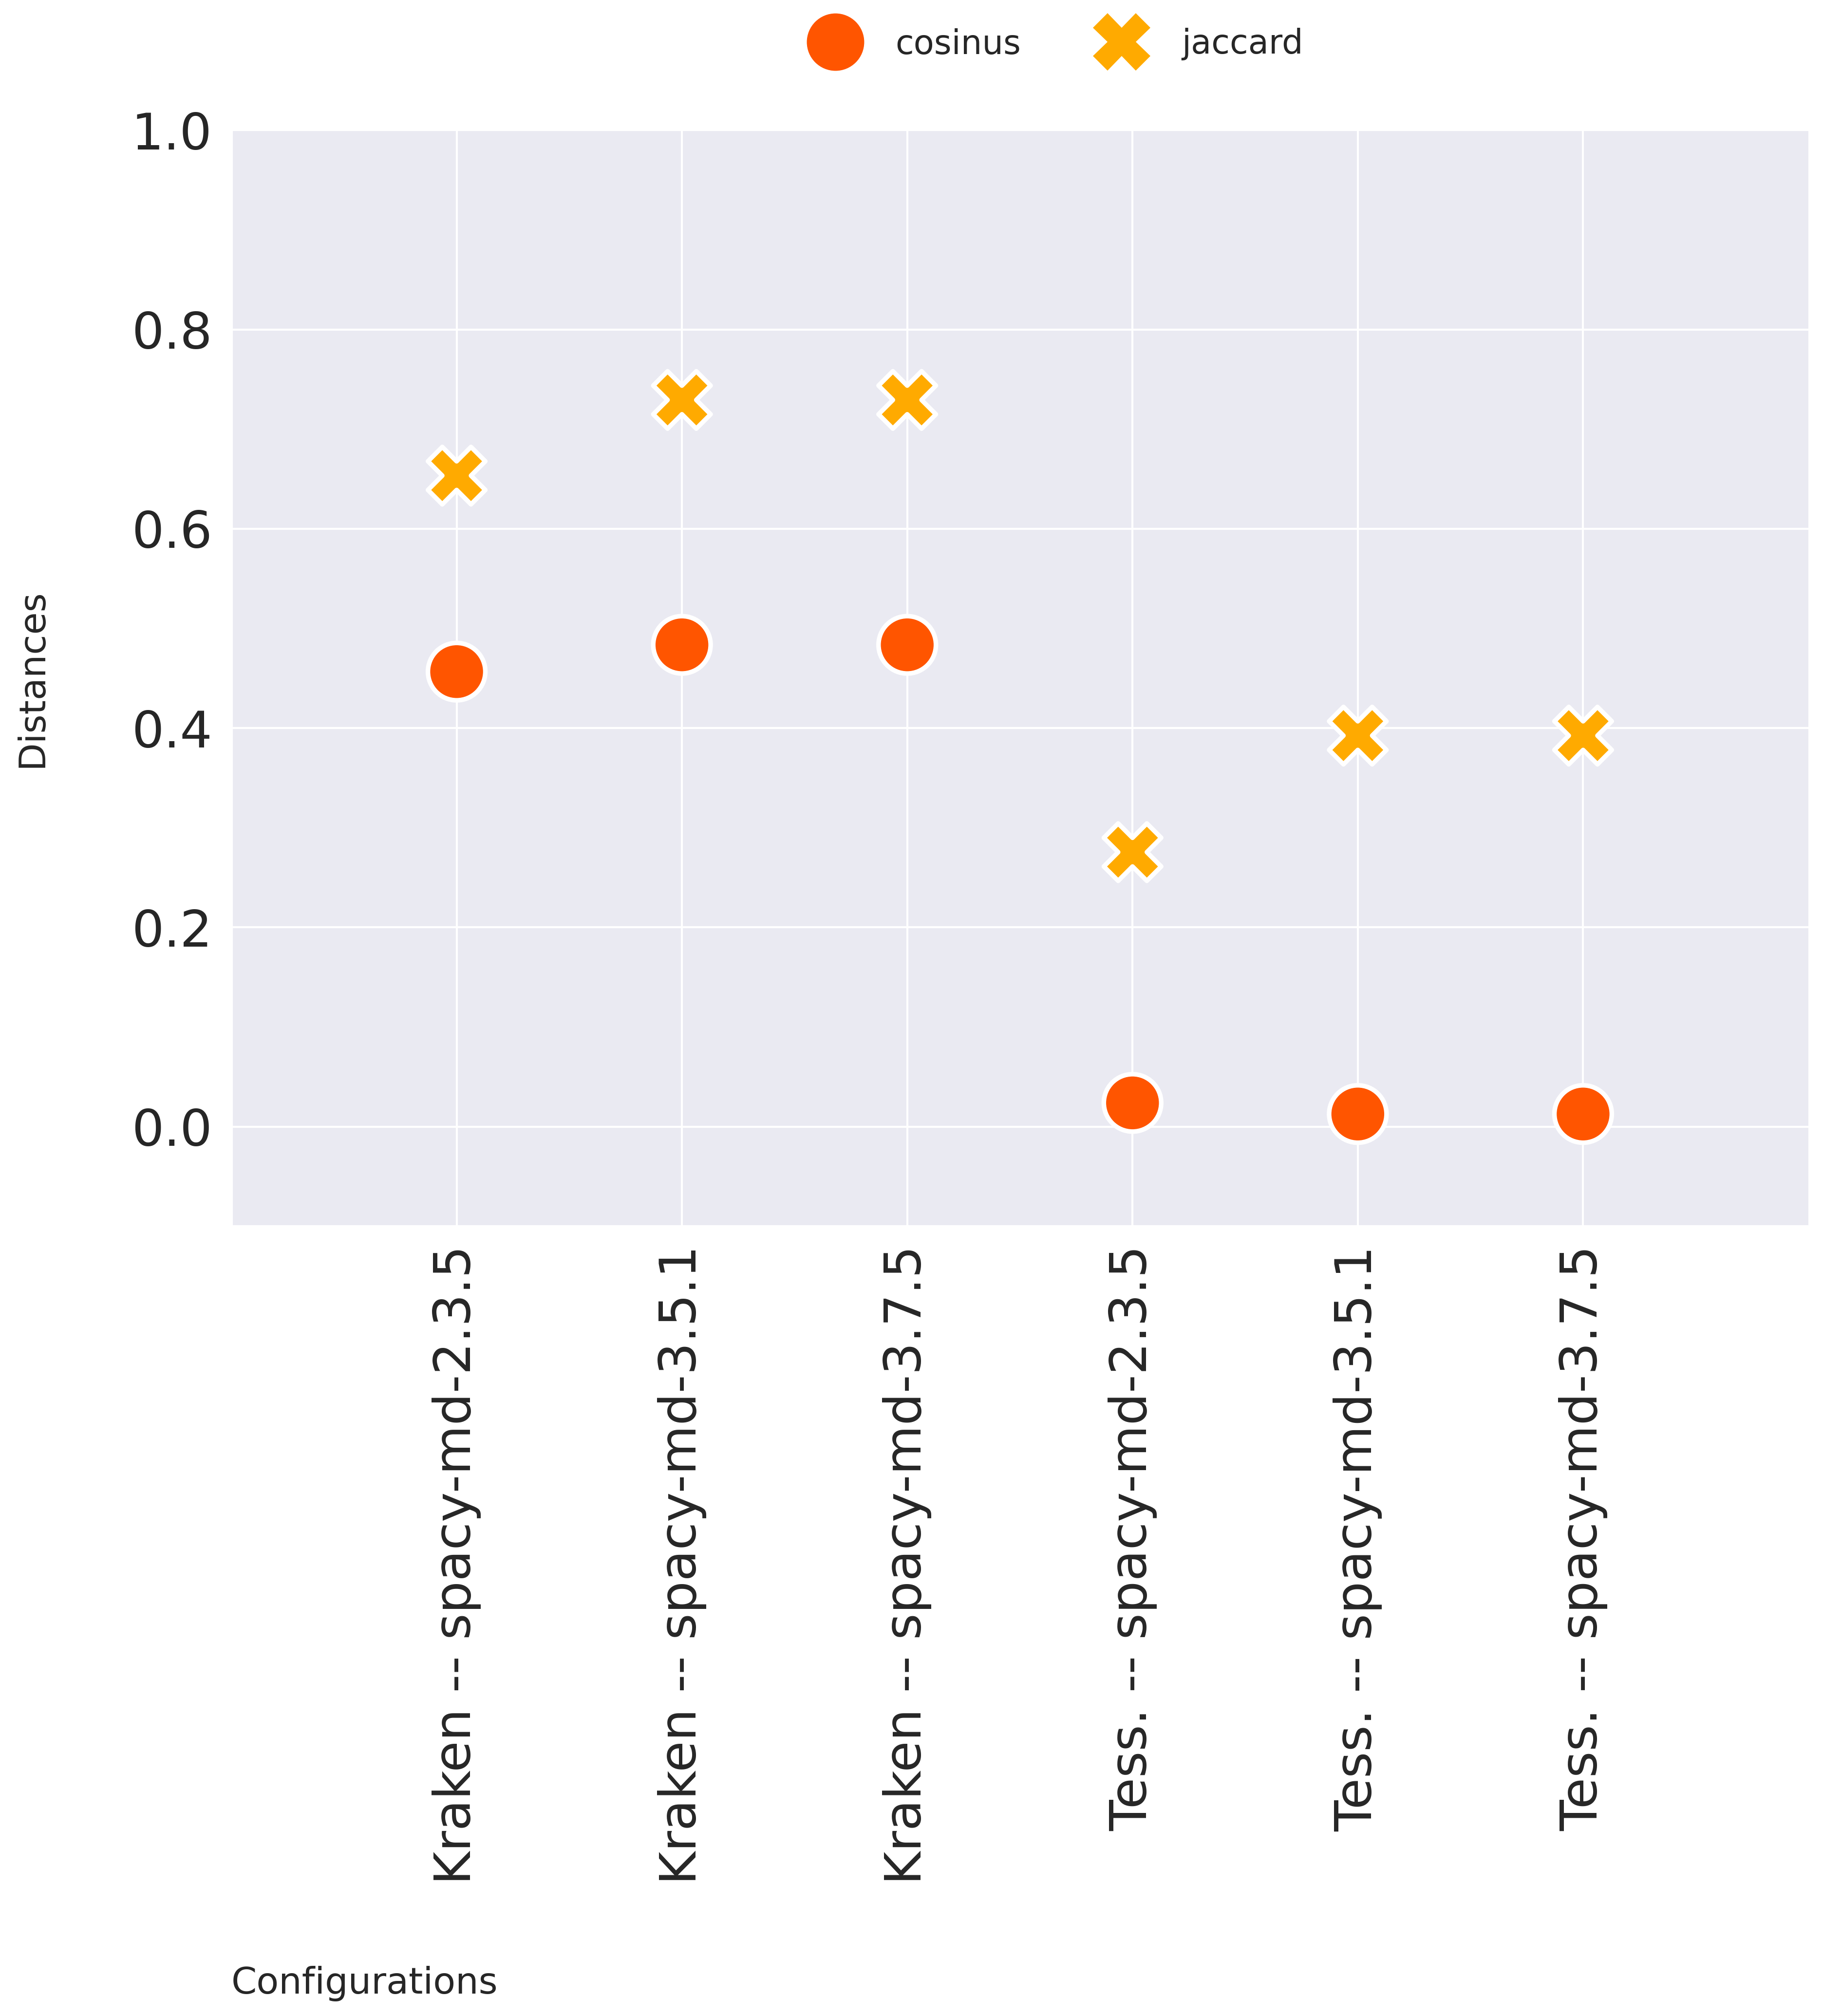 cosinus
jaccard
Distances
1.0
0.8
0.6
0.4
0.2
0.0
Kraken -- spacy-md-2.3.5
Kraken -- spacy-md-3.5.1
Kraken -- spacy-md-3.7.5
Tess. -- spacy-md-2.3.5
Tess. -- spacy-md-3.5.1
Tess. -- spacy-md-3.7.5
Configurations